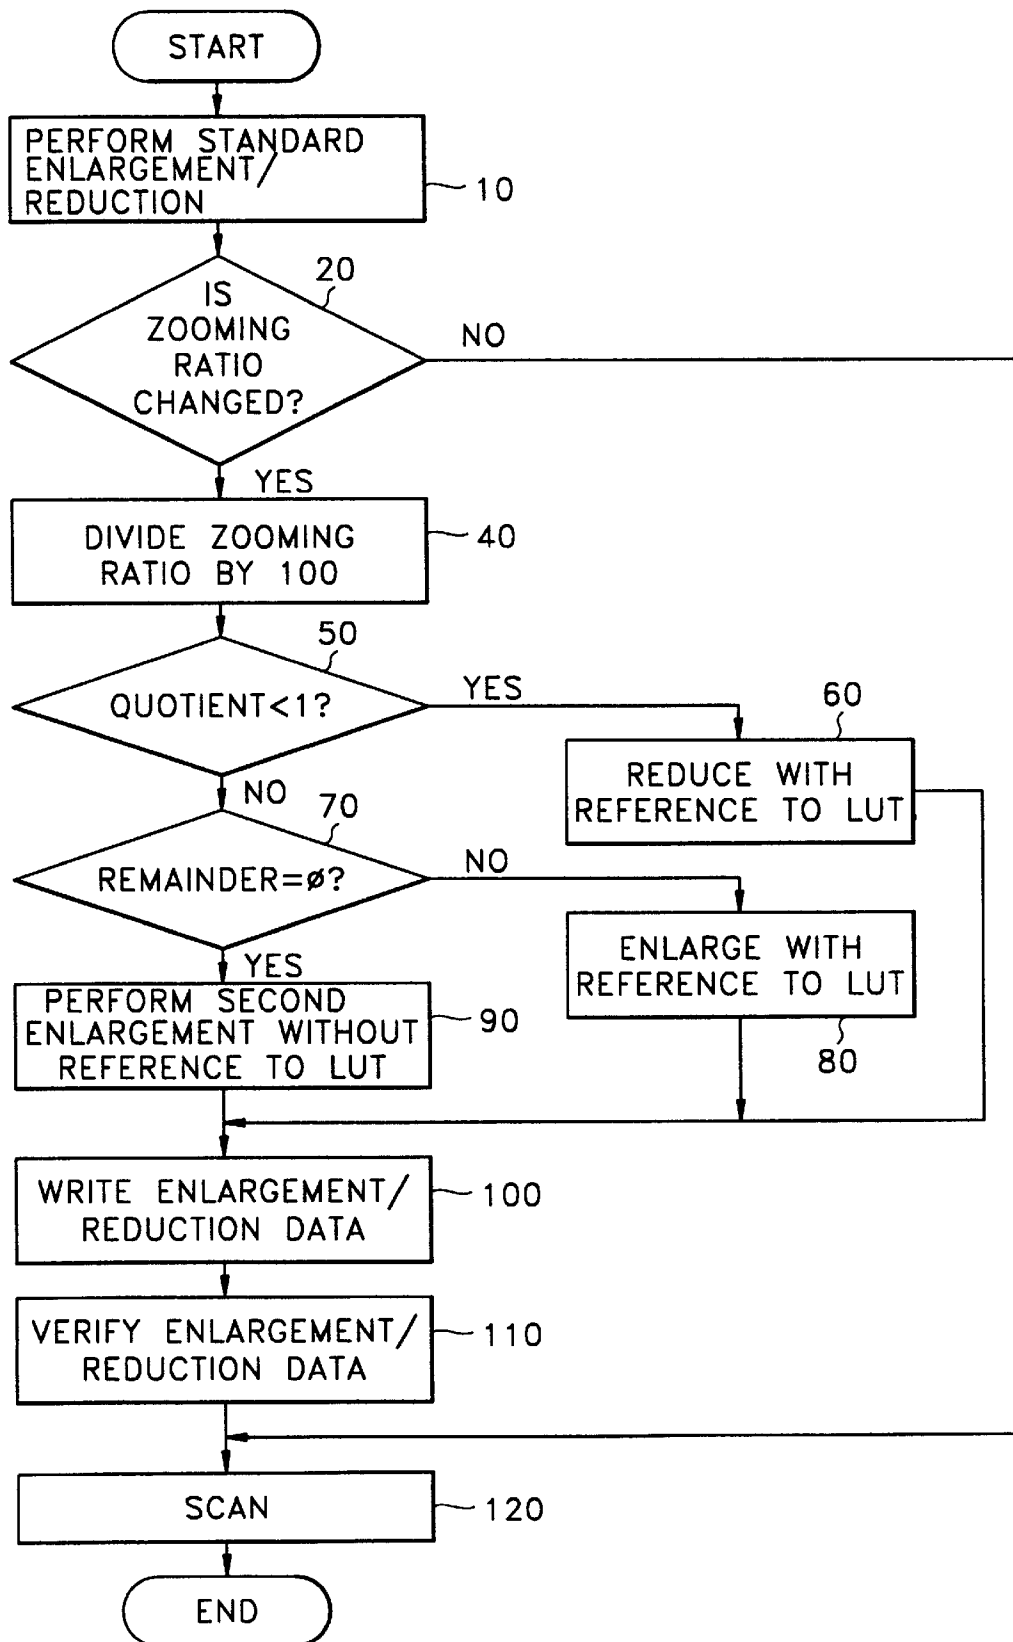 START
PERFORM STANDARD
ENLARGEMENT/
REDUCTION
10
20
IS
ZOOMING
RATIO
CHANGED?
NO
YES
DIVIDE ZOOMING
RATIO BY 100
40
50
QUOTIENT<1?
YES
60
REDUCE WITH
REFERENCE TO LUT
NO
70
REMAINDER=ø?
NO
ENLARGE WITH
REFERENCE TO LUT
80
YES
PERFORM SECOND
ENLARGEMENT WITHOUT
REFERENCE TO LUT
90
WRITE ENLARGEMENT/
REDUCTION DATA
100
VERIFY ENLARGEMENT/
REDUCTION DATA
110
SCAN
120
END